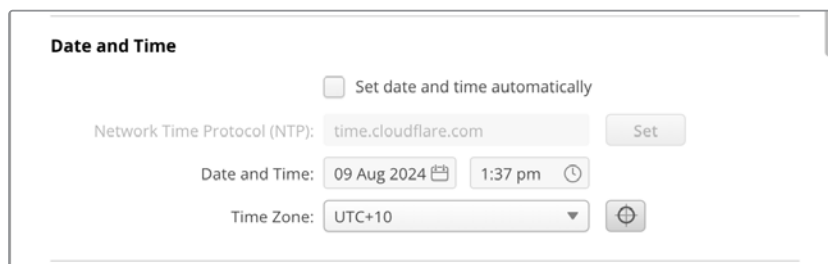 Date and Time
Set date and time automatically
Network Time Protocol (NTP): time.cloudflare.com Set
Date and Time: 09 Aug 2024 1:37 pm
Time Zone: UTC+10